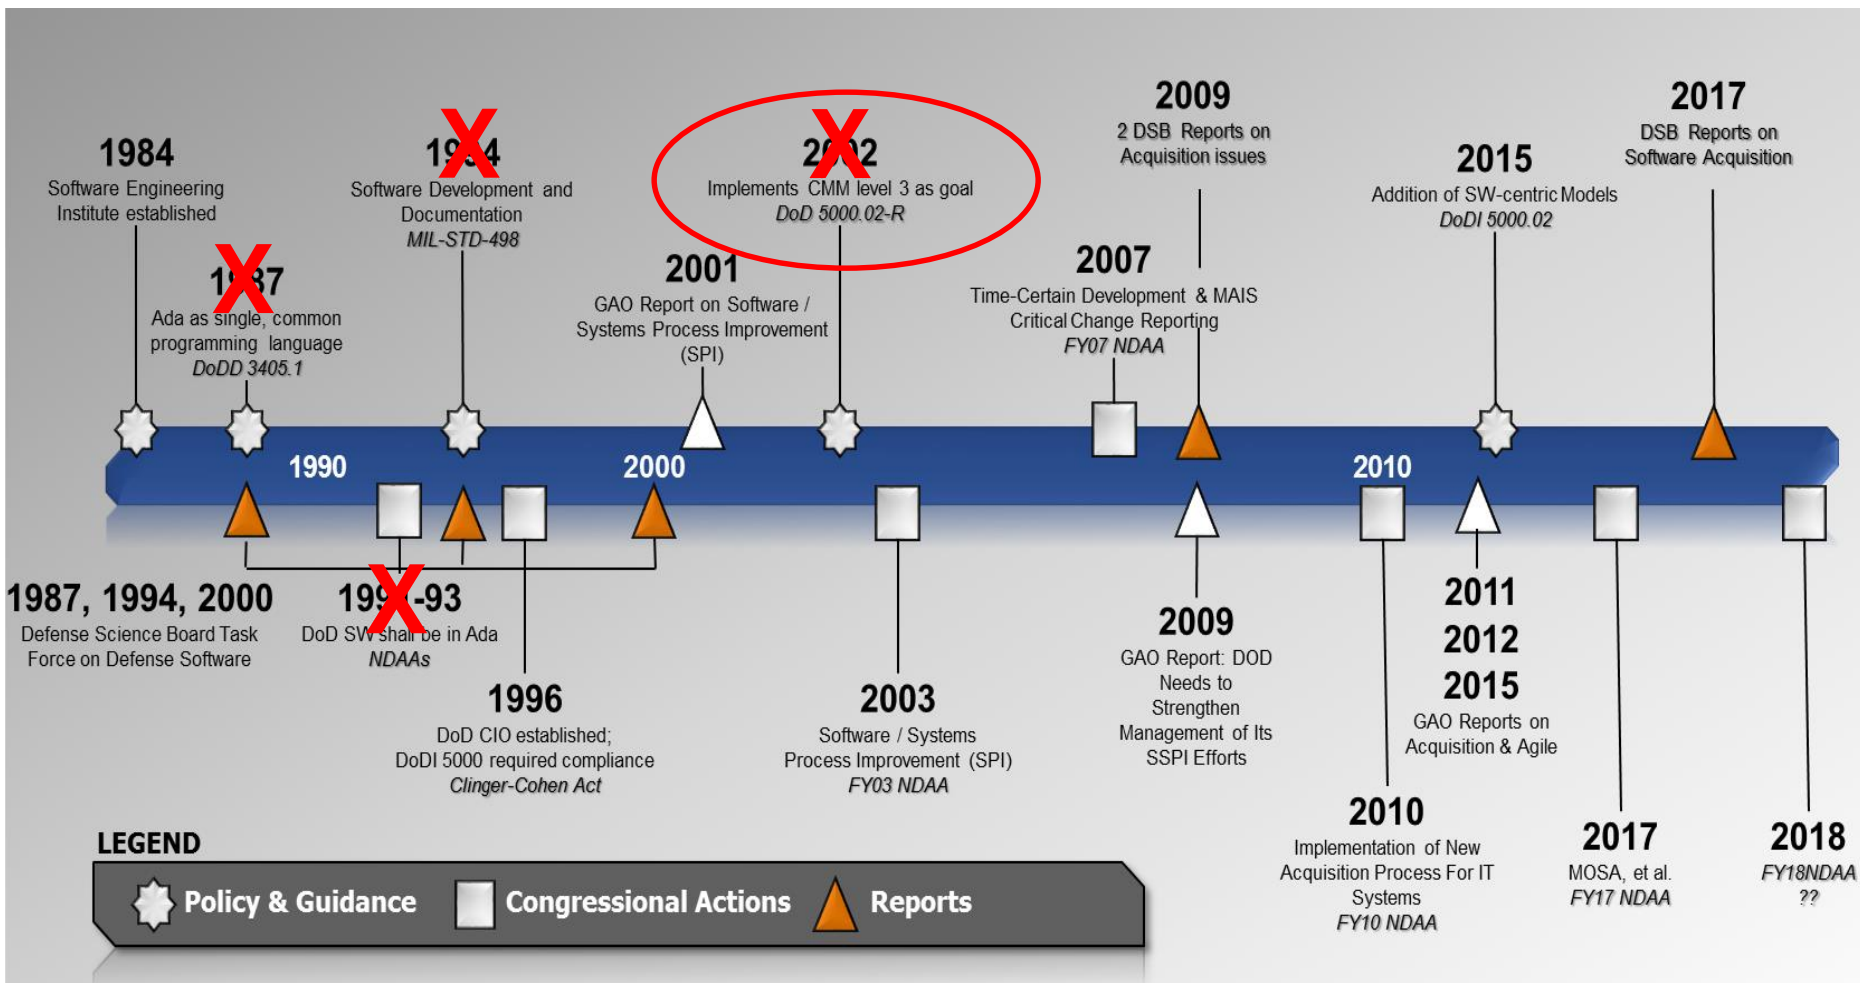 1984
Software Engineering
Institute established
1987
Ada as single, common
programming language
DoDD 3405.1
1994
Software Development and
Documentation
MIL-STD-498
2001
GAO Report on Software /
Systems Process Improvement
(SPI)
2002
Implements CMM level 3 as goal
DoD 5000.02-R
2007
Time-Certain Development & MAIS
Critical Change Reporting
FY07 NDAA
2009
2 DSB Reports on
Acquisition issues
2015
Addition of SW-centric Models
DoDI 5000.02
2017
DSB Reports on
Software Acquisition
1990
2000
2010
1987, 1994, 2000
Defense Science Board Task
Force on Defense Software
DoD SW shall be in Ada
NDAAs
1996
DoD CIO established;
DoDI 5000 required compliance
Clinger-Cohen Act
2003
Software / Systems
Process Improvement (SPI)
FY03 NDAA
2009
GAO Report: DOD
Needs to
Strengthen
Management of Its
SSPI Efforts
2010
Implementation of New
Acquisition Process For IT
Systems
FY10 NDAA
2011
2012
2015
GAO Reports on
Acquisition & Agile
2017
MOSA, et al.
FY17 NDAA
2018
FY18NDAA
??
LEGEND
Policy & Guidance
Congressional Actions
Reports